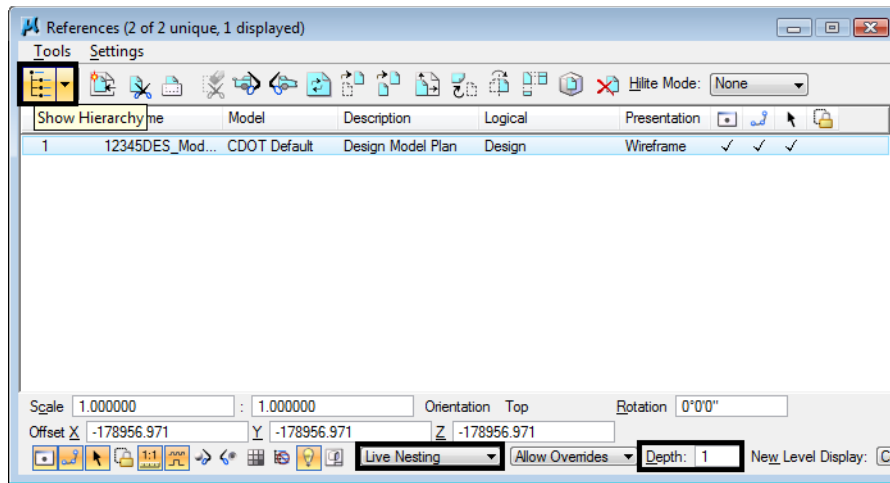 References (2 of 2 unique, 1 displayed)
Tools Settings
Hilite Mode: None
Show Hierarchy me Model Description Logical Presentation
1 12345DES_Mod... CDOT Default Design Model Plan Design Wireframe
Scale 1.000000 : 1.000000 Orientation Top Rotation 0°0'0"
Offset X -178956.971 Y -178956.971 Z -178956.971
1:1 Live Nesting Allow Overrides Depth: 1 New Level Display: C